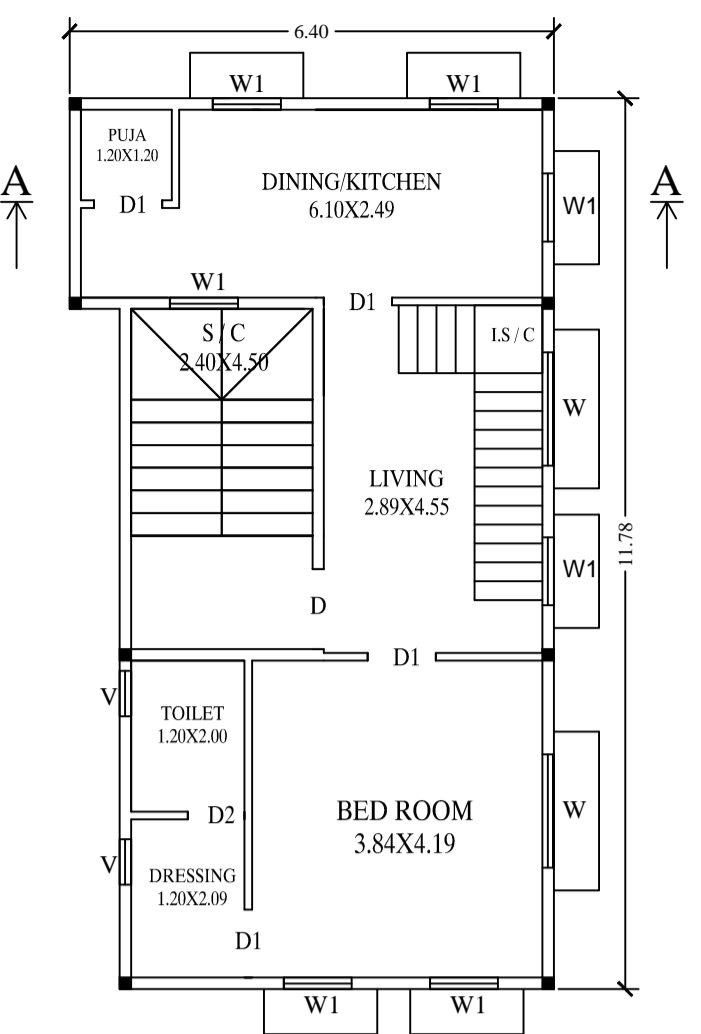 6.40
W1 W1
PUJA
1.20X1.20
DINING/KITCHEN
6.10X2.49
A A
D1
W1
W1
D1
S / C
2.40X4.50
I.S / C
W
LIVING
2.89X4.55
11.78
W1
D
D1
V
TOILET
1.20X2.00
D2
BED ROOM
3.84X4.19
W
V
DRESSING
1.20X2.09
D1
W1 W1